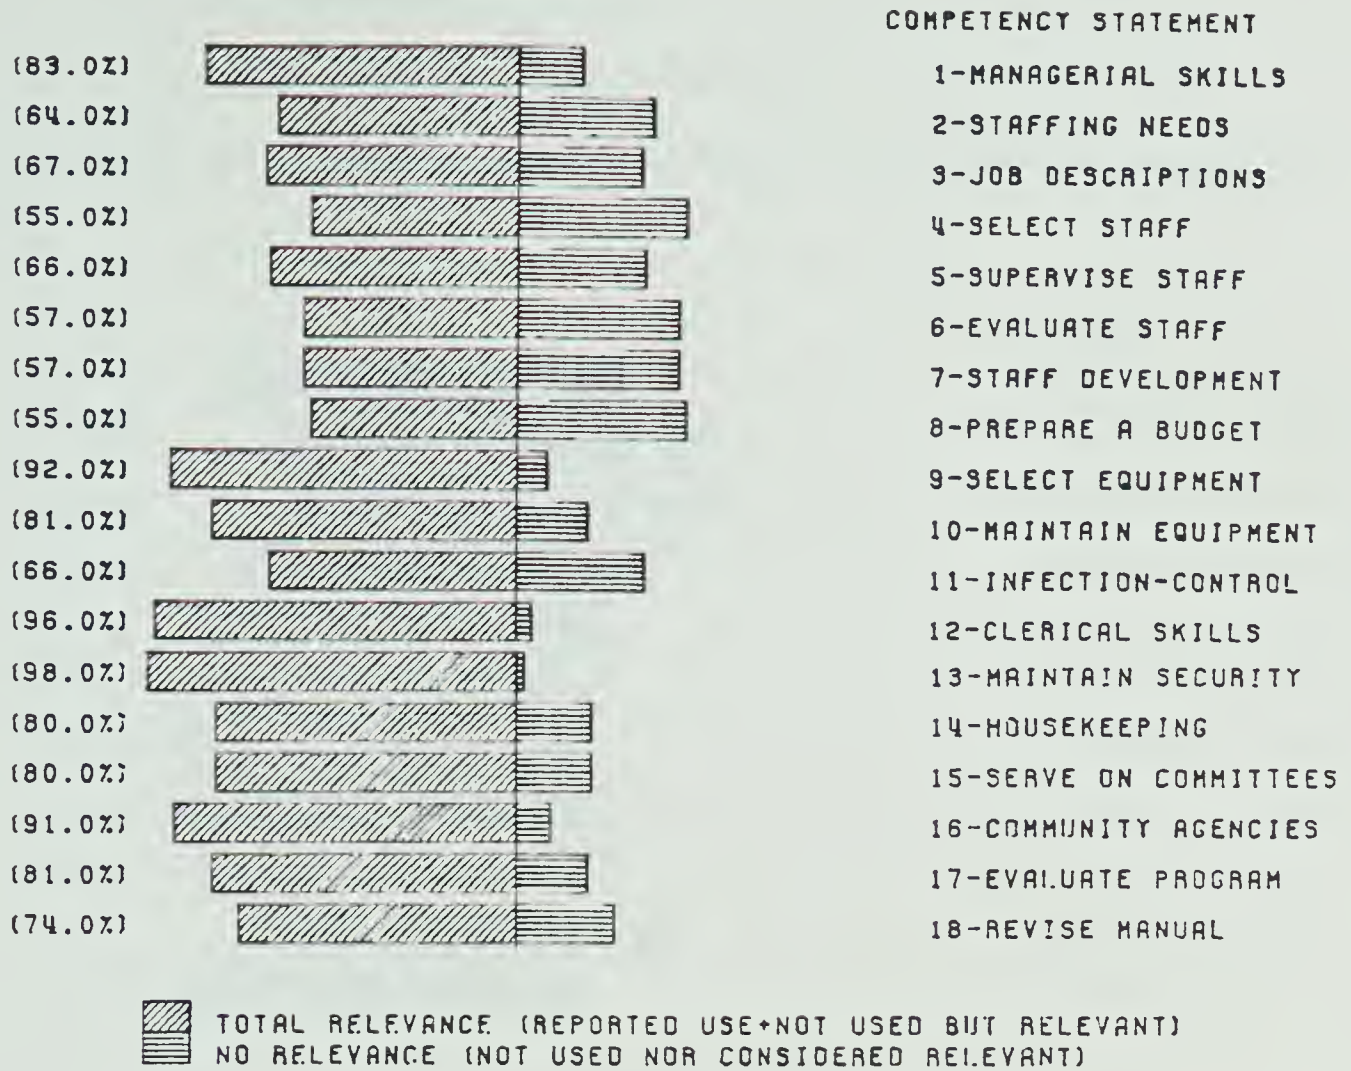 COMPETENCY STATEMENT
(83.0%) 1-MANAGERIAL SKILLS
(64.0%) 2-STAFFING NEEDS
(67.0%) 3-JOB DESCRIPTIONS
(55.0%) 4-SELECT STAFF
(66.0%) 5-SUPERVISE STAFF
(57.0%) 6-EVALUATE STAFF
(57.0%) 7-STAFF DEVELOPMENT
(55.0%) 8-PREPARE A BUDGET
(92.0%) 9-SELECT EQUIPMENT
(81.0%) 10-MAINTAIN EQUIPMENT
(66.0%) 11-INFECTION-CONTROL
(96.0%) 12-CLERICAL SKILLS
(98.0%) 13-MAINTAIN SECURITY
(80.0%) 14-HOUSEKEEPING
(80.0%) 15-SERVE ON COMMITTEES
(91.0%) 16-COMMUNITY AGENCIES
(81.0%) 17-EVALUATE PROGRAM
(74.0%) 18-REVISE MANUAL
TOTAL RELEVANCE (REPORTED USE+NOT USED BUT RELEVANT)
NO RELEVANCE (NOT USED NOR CONSIDERED RELEVANT)